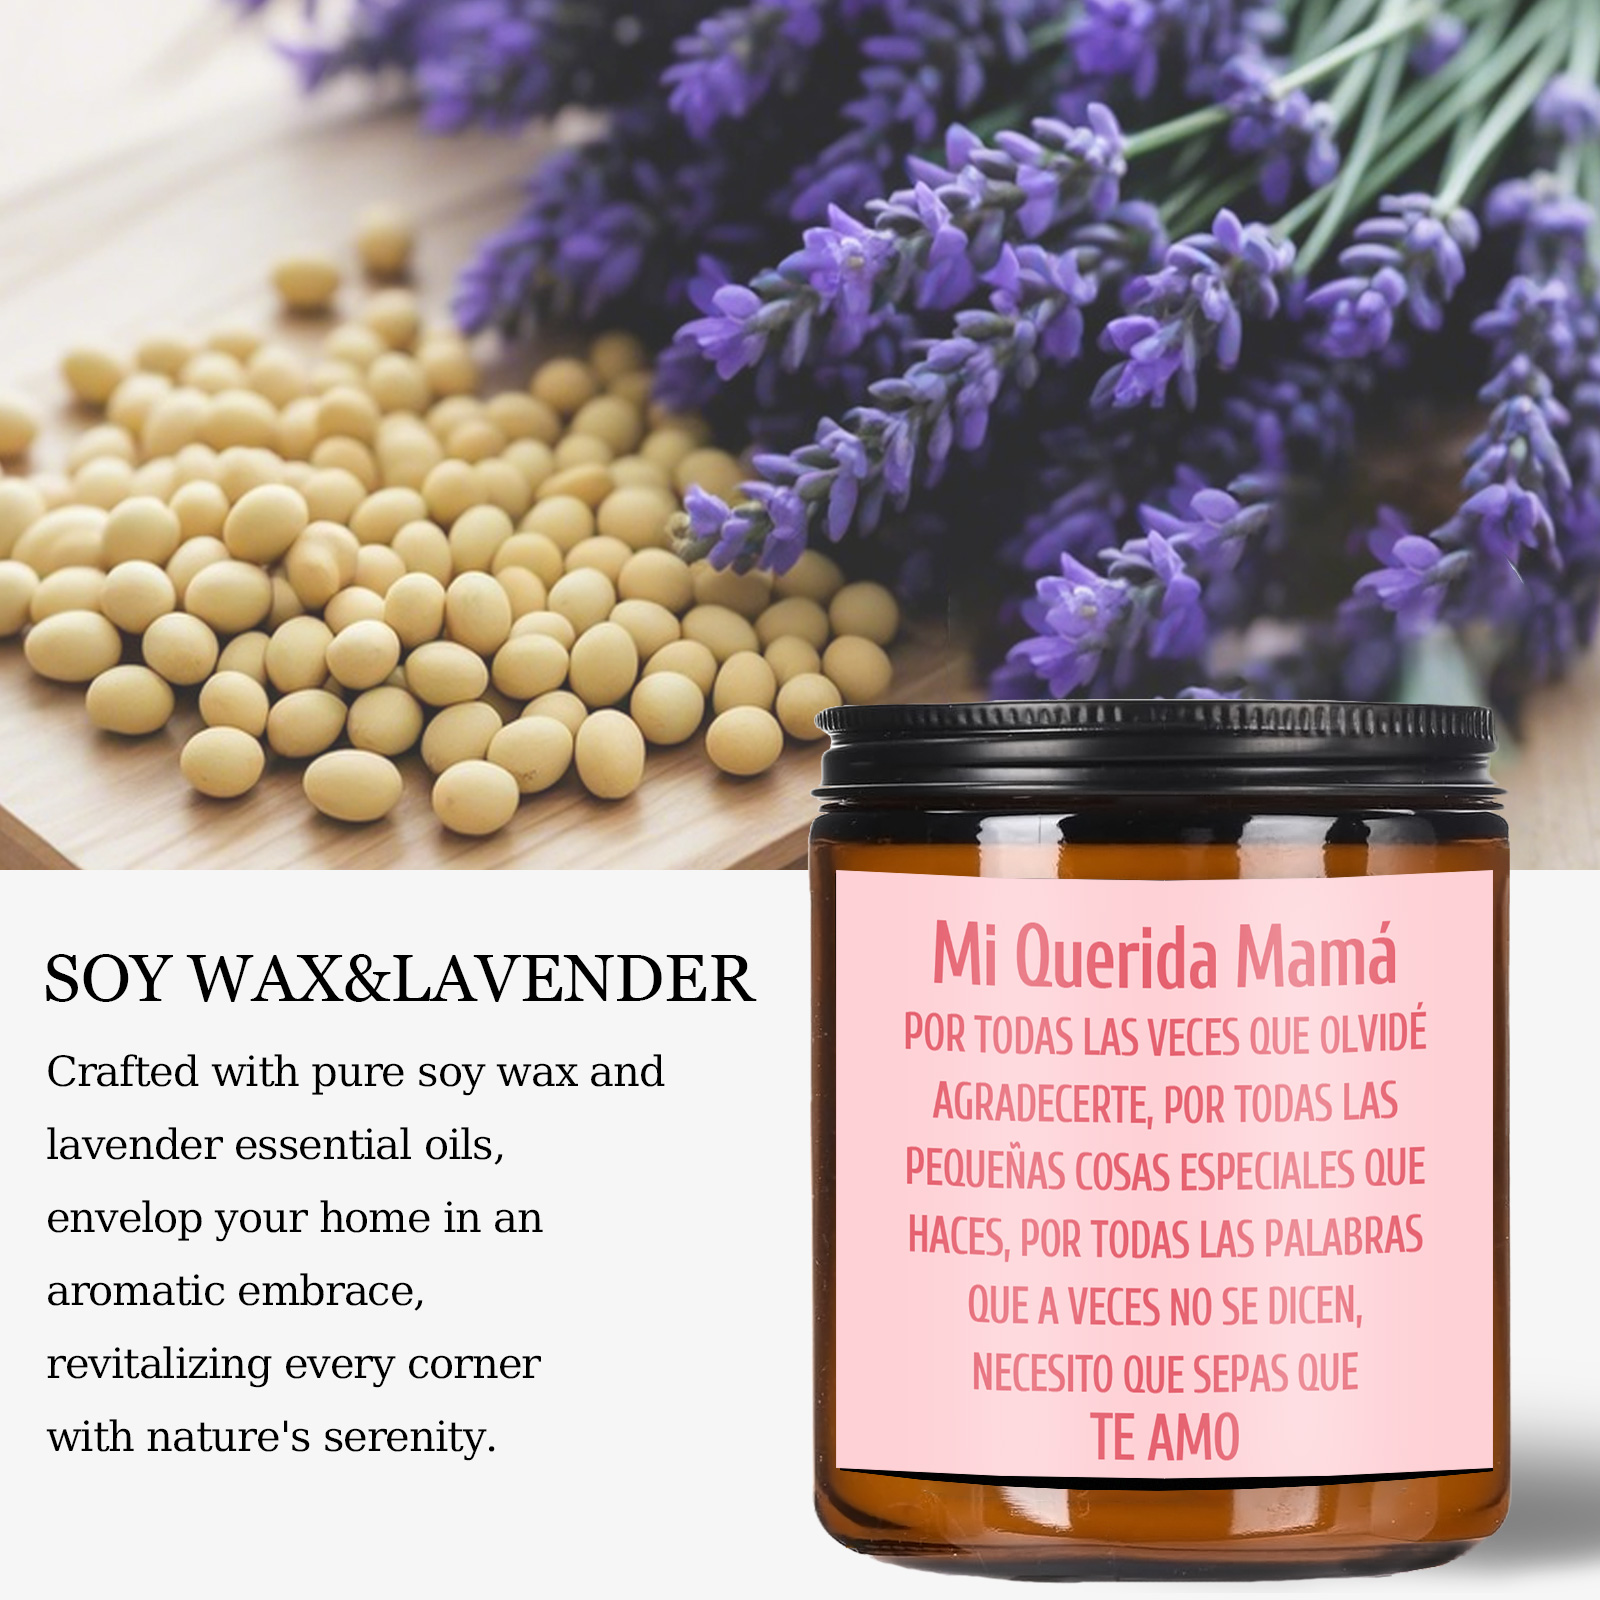 SOY WAX&LAVENDER
Crafted with pure soy wax and
lavender essential oils,
envelop your home in an
aromatic embrace,
revitalizing every corner
with nature's serenity.
Mi Querida Mamá
POR TODAS LAS VECES QUE OLVIDÉ
AGRADECERTE, POR TODAS LAS
PEQUEÑAS COSAS ESPECIALES QUE
HACES, POR TODAS LAS PALABRAS
QUE A VECES NO SE DICEN,
NECESITO QUE SEPAS QUE
TE AMO